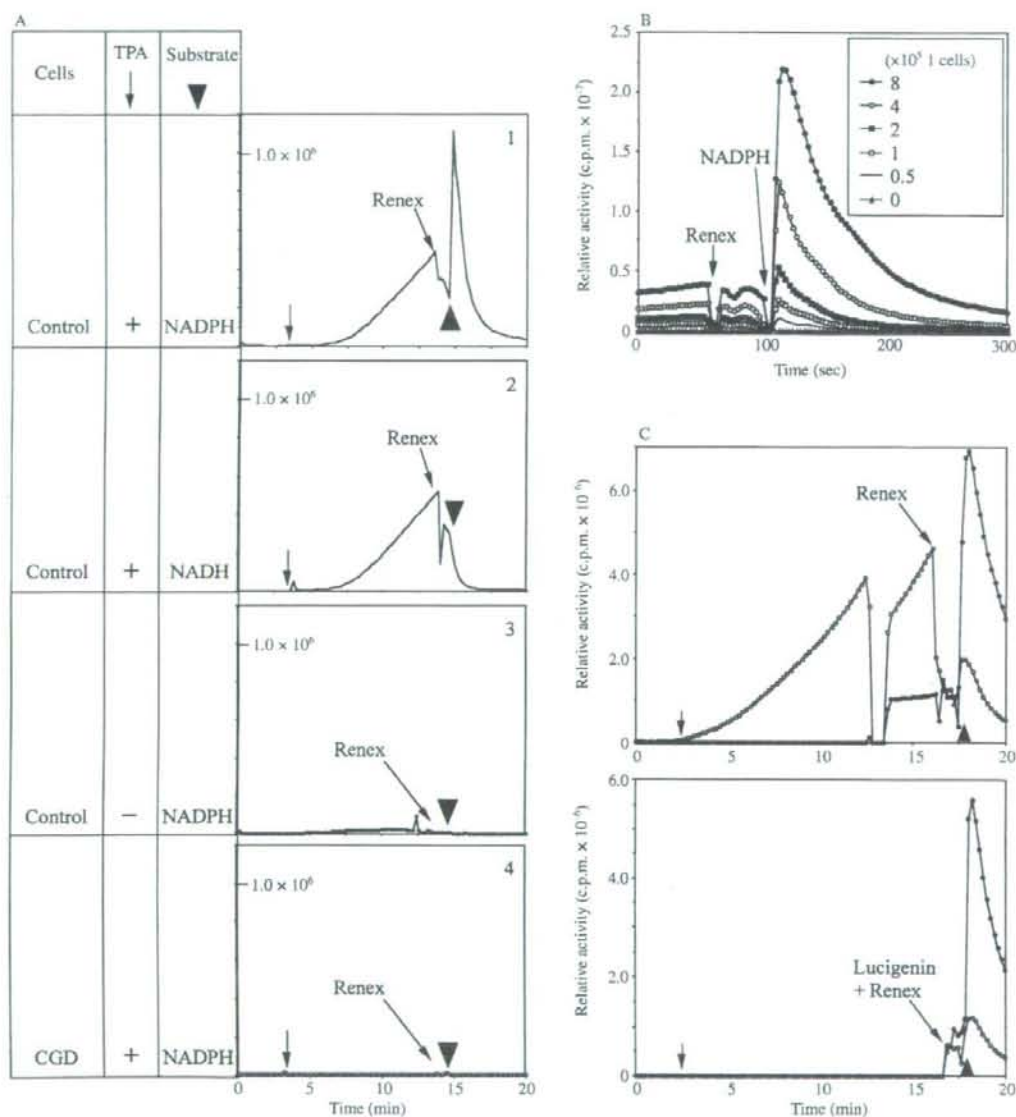 A
Cells TPA Substrate
1
1.0 × 10⁶
Renex
Control + NADPH
2
1.0 × 10⁶
Renex
Control + NADH
3
1.0 × 10⁶
Renex
Control − NADPH
4
1.0 × 10⁶
Renex
CGD + NADPH
0 5 10 15 20
Time (min)
B
Relative activity (c.p.m. × 10⁻⁷)
2.5
2.0
1.5
1.0
0.5
0
(×10⁵ 1 cells)
8
4
2
1
0.5
0
NADPH
Renex
0 100 200 300
Time (sec)
C
Relative activity (c.p.m. × 10⁻⁶)
6.0
4.0
2.0
0
Renex
0 5 10 15 20
Relative activity (c.p.m. × 10⁻⁶)
6.0
4.0
2.0
0
Lucigenin
+ Renex
0 5 10 15 20
Time (min)